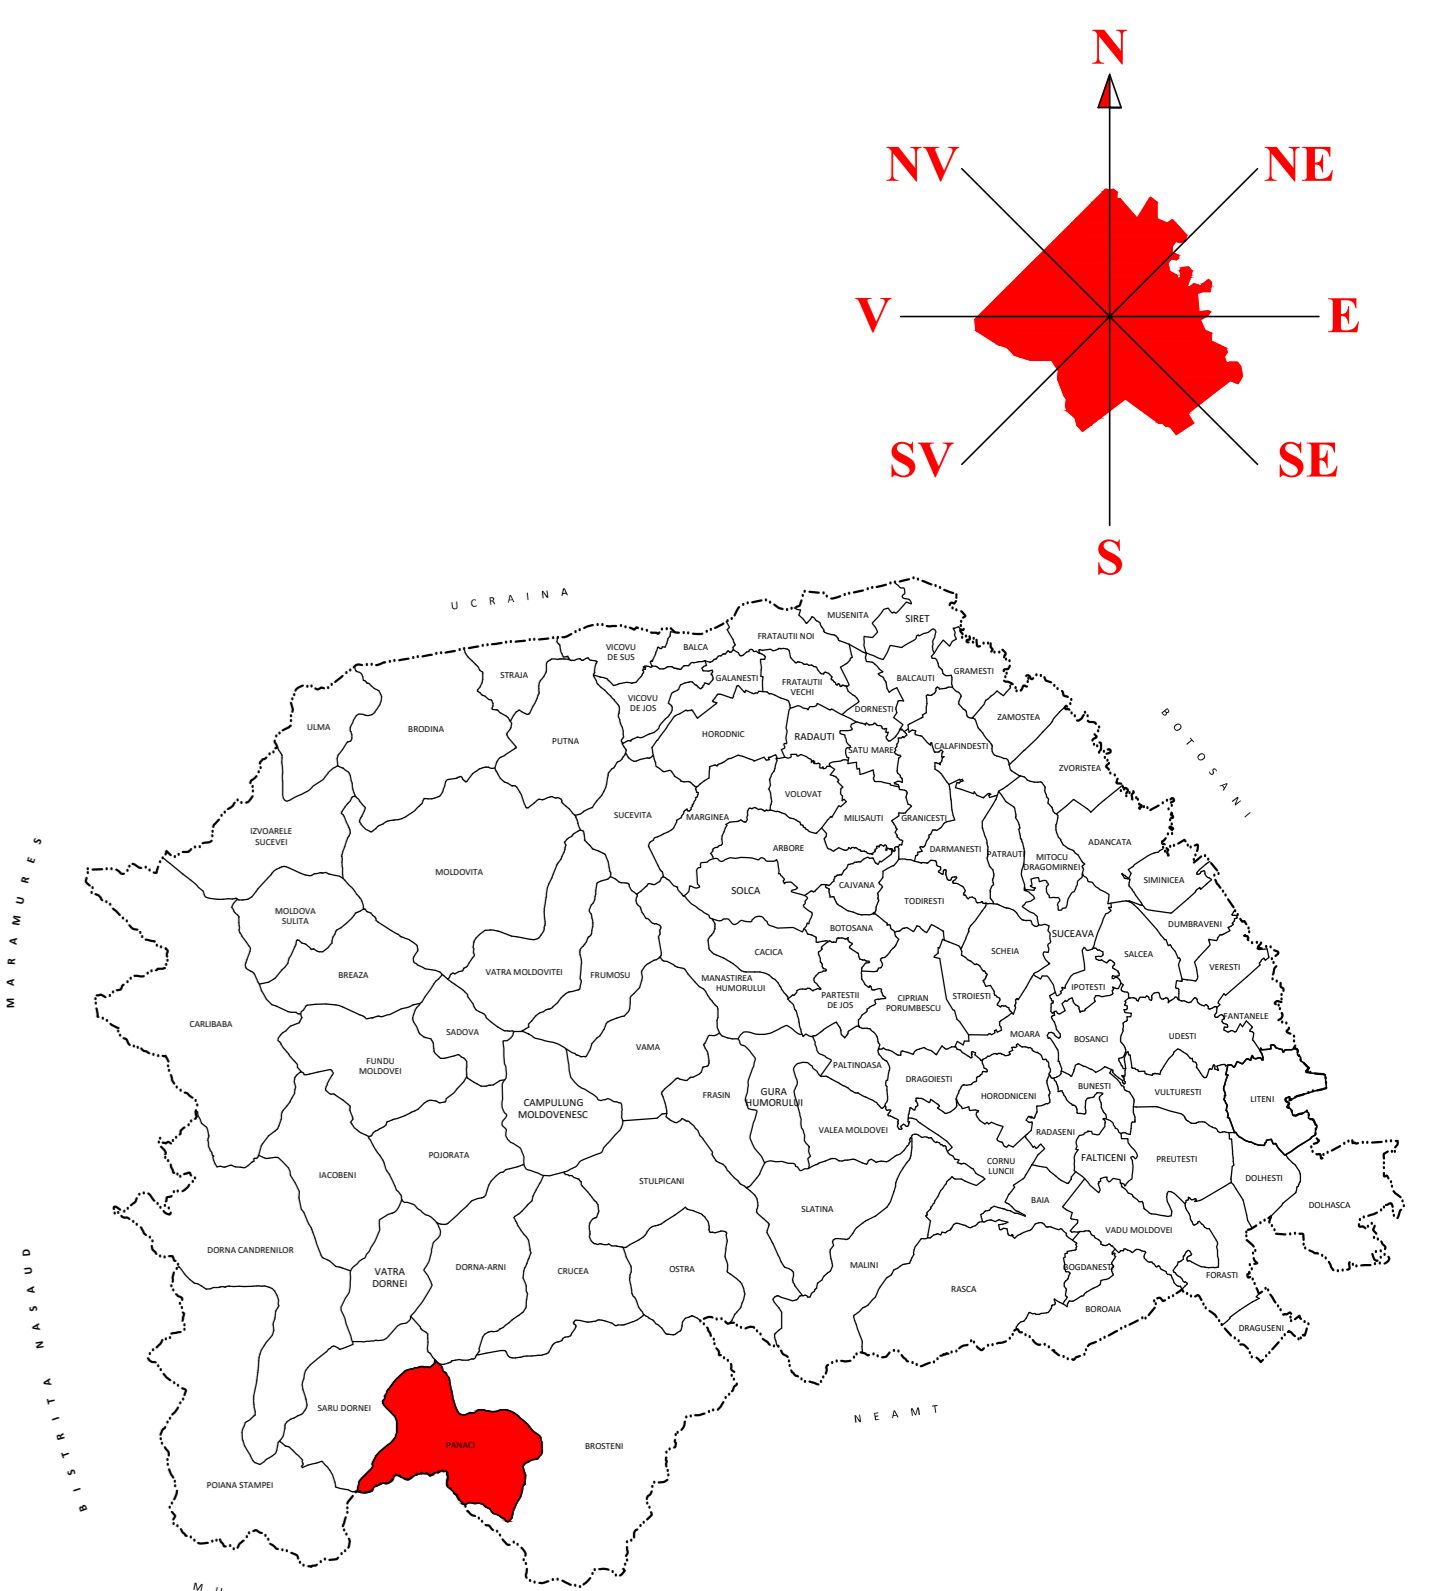 N
NV
NE
V
E
SV
SE
S
UCRAINA
MUSENITA
SIRET
FRATAUTII NOI
VICOVU
DE SUS
BALCA
STRAJA
GALANESTI
FRATAUTII
VECHI
BALCAUTI
GRAMESTI
VICOVU
DE JOS
DORNESTI
ZAMOSTEA
BOTOSANI
ULMA
BRODINA
PUTNA
HORODNIC
RADAUTI
SATU MARE
CALAFINDESTI
ZVORISTEA
VOLOVAT
SUCEVITA
MARGINEA
MILISAUTI
GRANICESTI
IZVOARELE
SUCEVEI
ARBORE
DARMANESTI
PATRAUTI
MITOCU
DRAGOMIRNEI
ADANCATA
MARAMURES
MOLDOVITA
SOLCA
CAJVANA
TODIRESTI
SIMINICEA
MOLDOVA
SULITA
BOTOSANA
SUCEAVA
DUMBRAVENI
BREAZA
VATRA MOLDOVITEI
FRUMOSU
CACICA
SCHEIA
SALCEA
VERESTI
MANASTIREA
HUMORULUI
PARTESTII
DE JOS
CIPRIAN
PORUMBESCU
STROIESTI
IPOTESTI
FANTANELE
CARLIBABA
SADOVA
VAMA
MOARA
BOSANCI
UDESTI
FUNDU
MOLDOVEI
PALTINOASA
DRAGOIESTI
CAMPULUNG
MOLDOVENESC
FRASIN
GURA
HUMORULUI
HORODNICENI
BUNESTI
VULTURESTI
LITENI
VALEA MOLDOVEI
RADASENI
POJORATA
IACOBENI
STULPICANI
CORNU
LUNCII
FALTICENI
PREUTESTI
DOLHESTI
DOLHASCA
SLATINA
BAIA
VADU MOLDOVEI
DORNA CANDRENILOR
VATRA
DORNEI
DORNA-ARNI
CRUCEA
OSTRA
MALINI
BOGDANESTI
FORASTI
RASCA
BOROAIA
DRAGUSENI
BISTRITA NASAUD
SARU DORNEI
PANACI
BROSTENI
NEAMT
POIANA STAMPEI